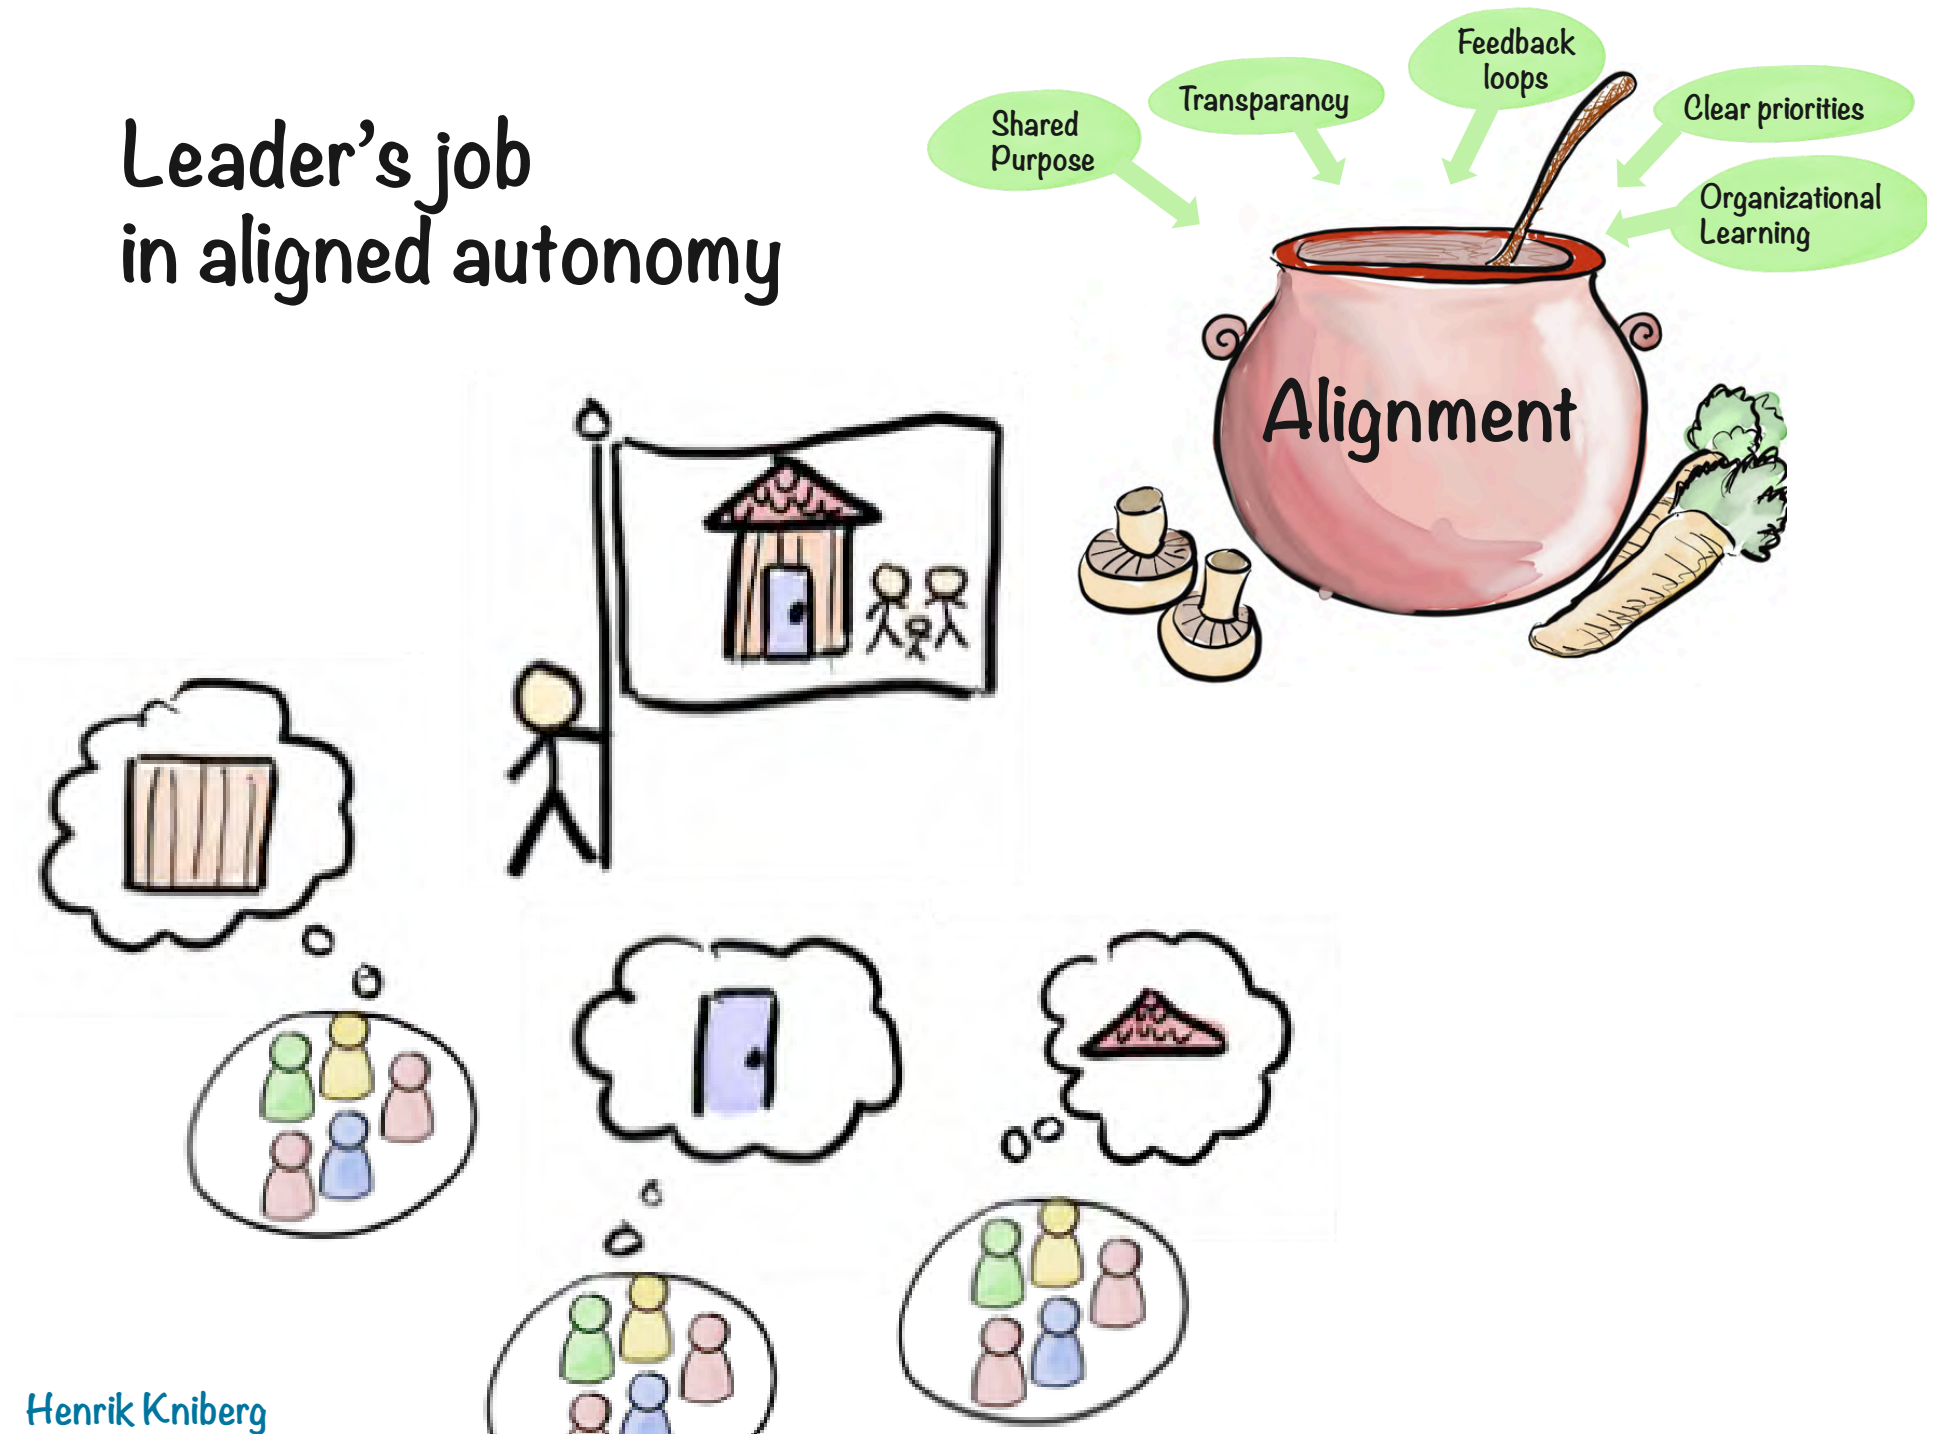 Leader's job
in aligned autonomy
Shared
Purpose
Transparancy
Feedback
loops
Clear priorities
Organizational
Learning
Alignment
Henrik Kniberg